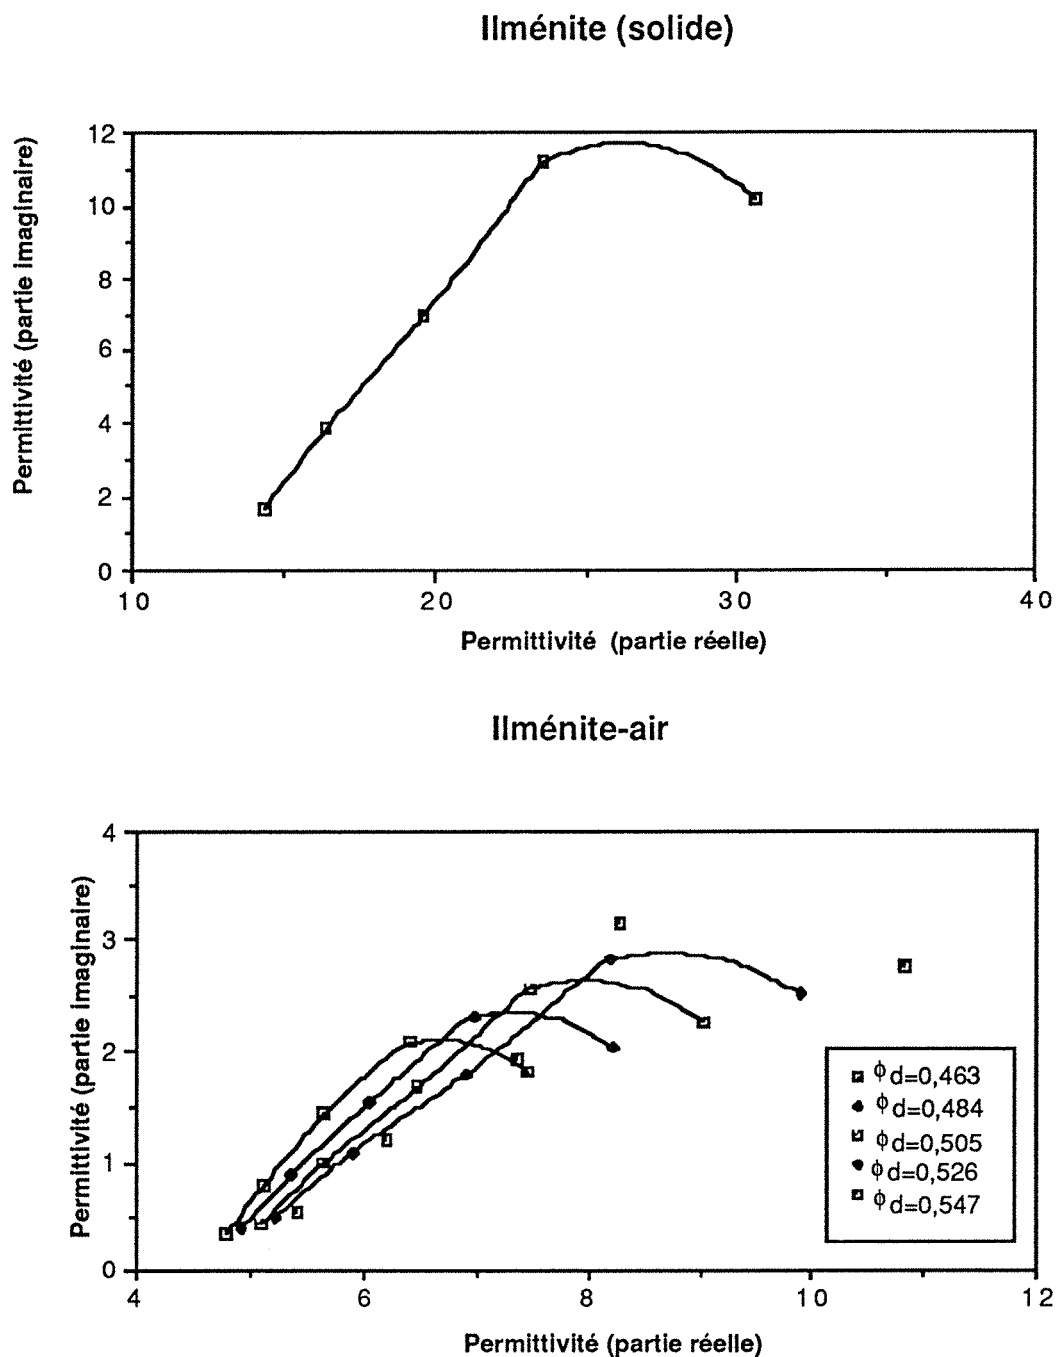 Ilménite (solide)
Permittivité (partie imaginaire)
12
10
8
6
4
2
0
10 20 30 40
Permittivité (partie réelle)
Ilménite-air
Permittivité (partie imaginaire)
4
3
2
1
0
ϕd=0,463
ϕd=0,484
ϕd=0,505
ϕd=0,526
ϕd=0,547
4 6 8 10 12
Permittivité (partie réelle)